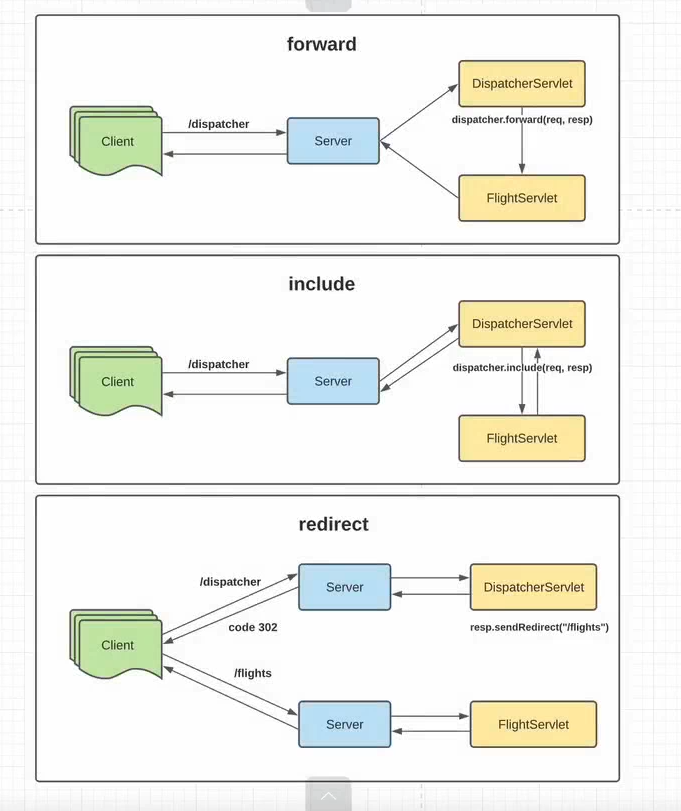 forward
DispatcherServlet
/dispatcher
dispatcher.forward(req, resp)
Client
Server
FlightServlet
include
DispatcherServlet
/dispatcher
dispatcher.include(req, resp)
Client
Server
FlightServlet
redirect
/dispatcher
Server
DispatcherServlet
code 302
resp.sendRedirect("/flights")
Client
/flights
Server
FlightServlet